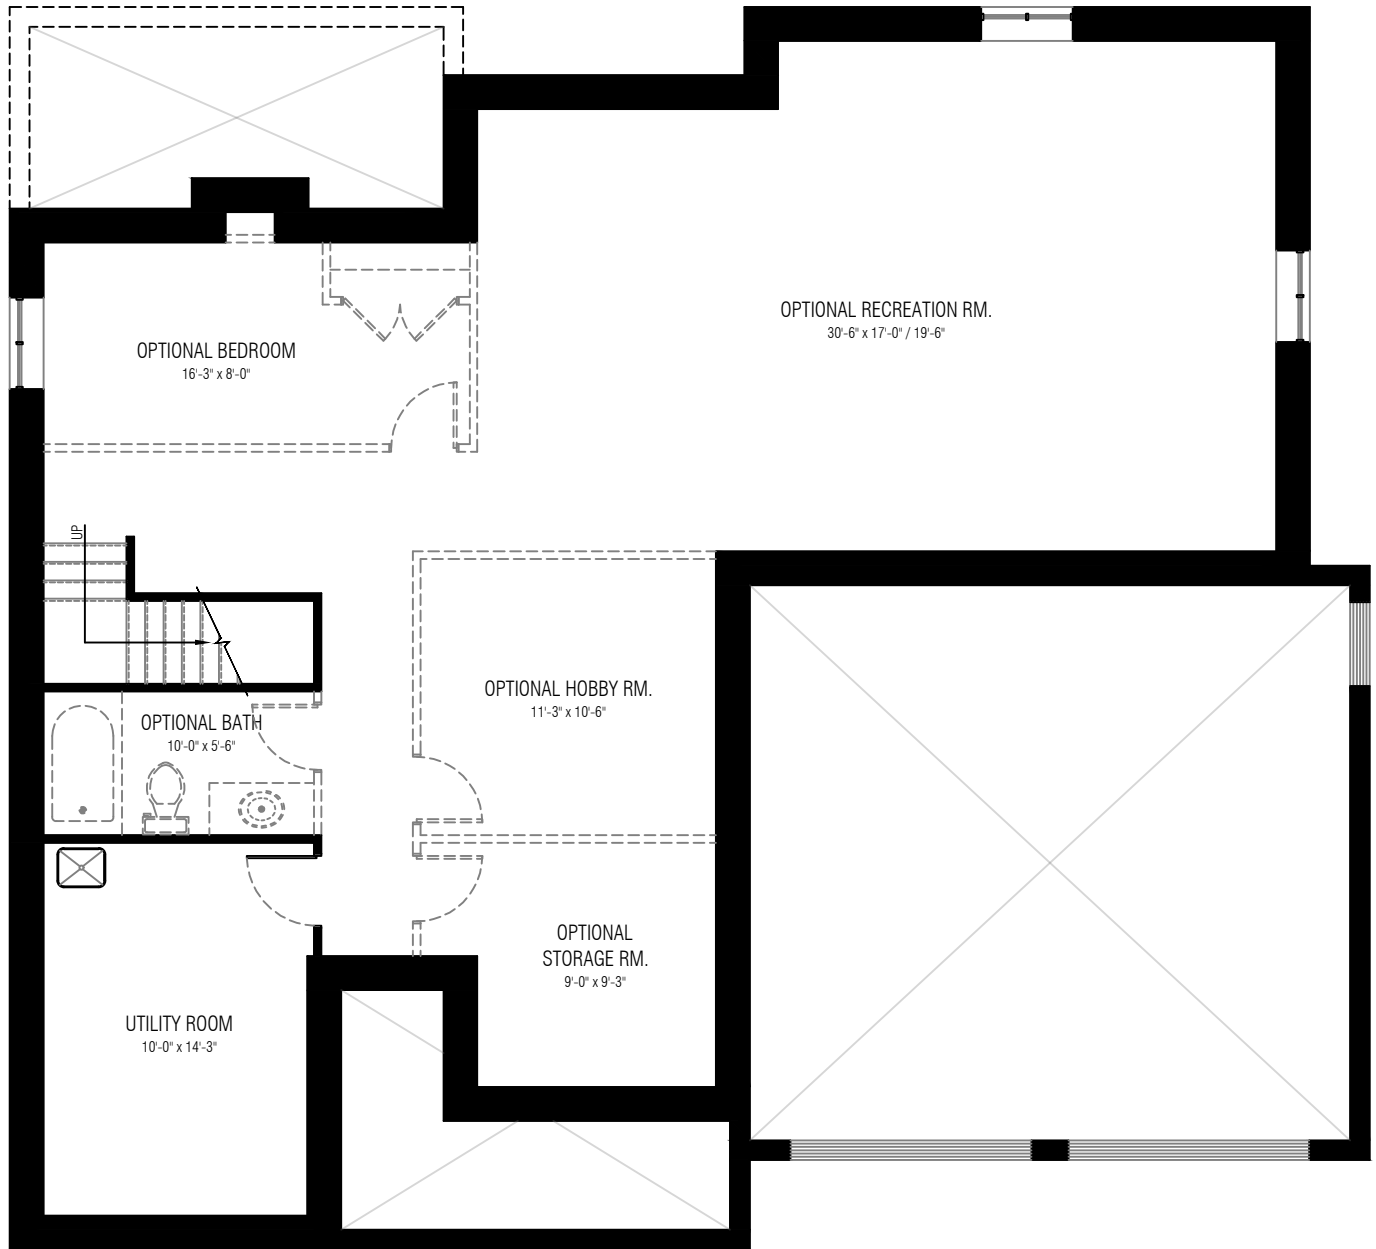 OPTIONAL RECREATION RM.
30'-6" x 17'-0" / 19'-6"
OPTIONAL BEDROOM
16'-3" x 8'-0"
UP
OPTIONAL HOBBY RM.
11'-3" x 10'-6"
OPTIONAL BATH
10'-0" x 5'-6"
OPTIONAL
STORAGE RM.
9'-0" x 9'-3"
UTILITY ROOM
10'-0" x 14'-3"